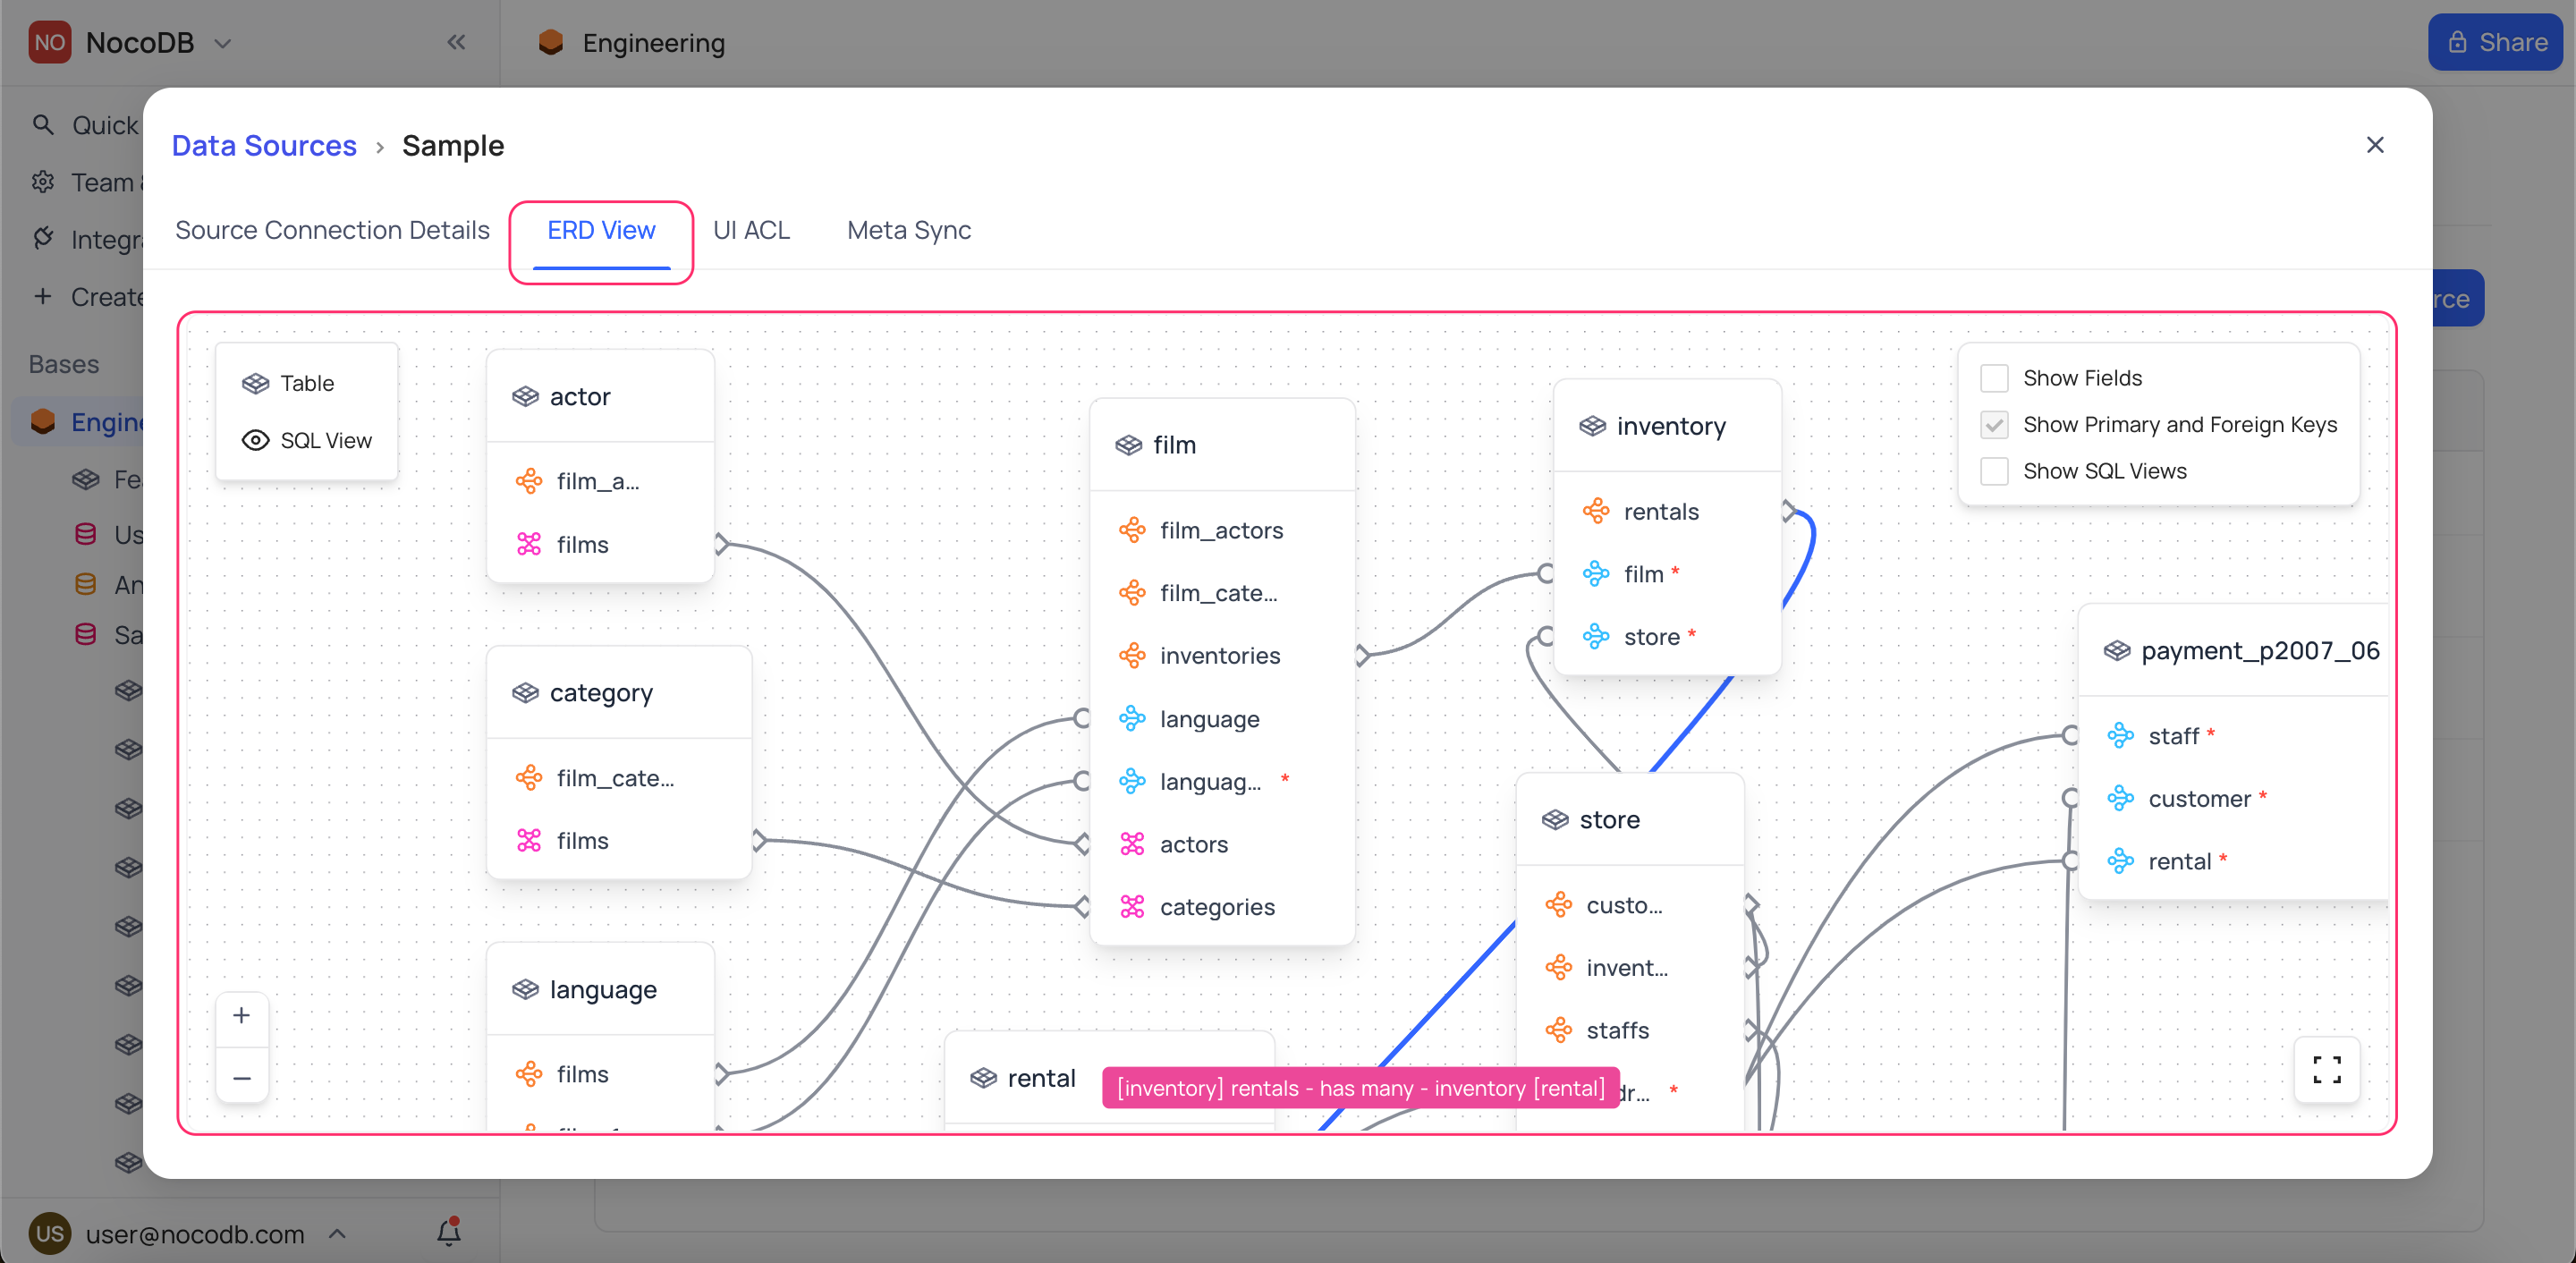 NO NocoDB
Engineering
Share
Quick
Team
Integra
Create
Bases
Engine
Fe
Us
An
Sa
US user@nocodb.com
rce
Data Sources > Sample
Source Connection Details
ERD View
UI ACL
Meta Sync
Table
SQL View
actor
film_a...
films
category
film_cate...
films
language
films
film
film_actors
film_cate...
inventories
language
languag... *
actors
categories
rental
[inventory] rentals - has many - inventory [rental]
inventory
rentals
film *
store *
store
custo...
invent...
staffs
dr... *
Show Fields
Show Primary and Foreign Keys
Show SQL Views
payment_p2007_06
staff *
customer *
rental *